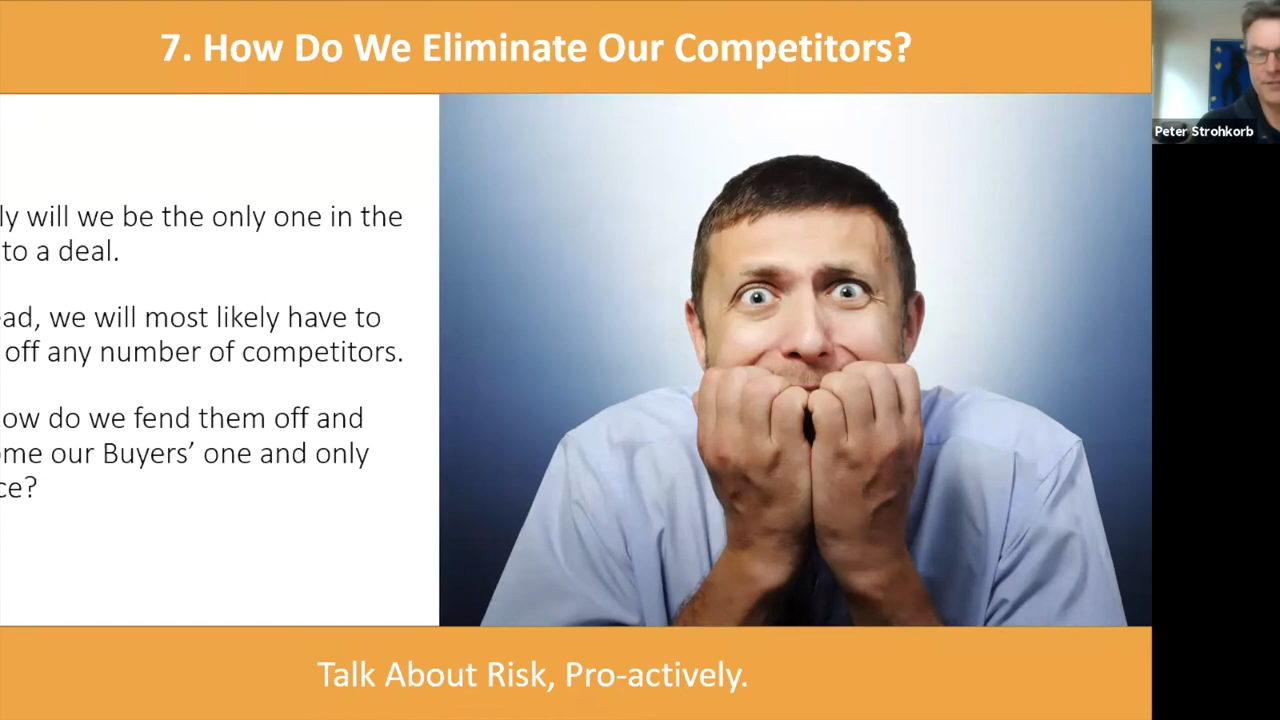 7. How Do We Eliminate Our Competitors?
Peter Strohkorb
ly will we be the only one in the
to a deal.
ead, we will most likely have to
off any number of competitors.
ow do we fend them off and
ome our Buyers’ one and only
ce?
Talk About Risk, Pro-actively.